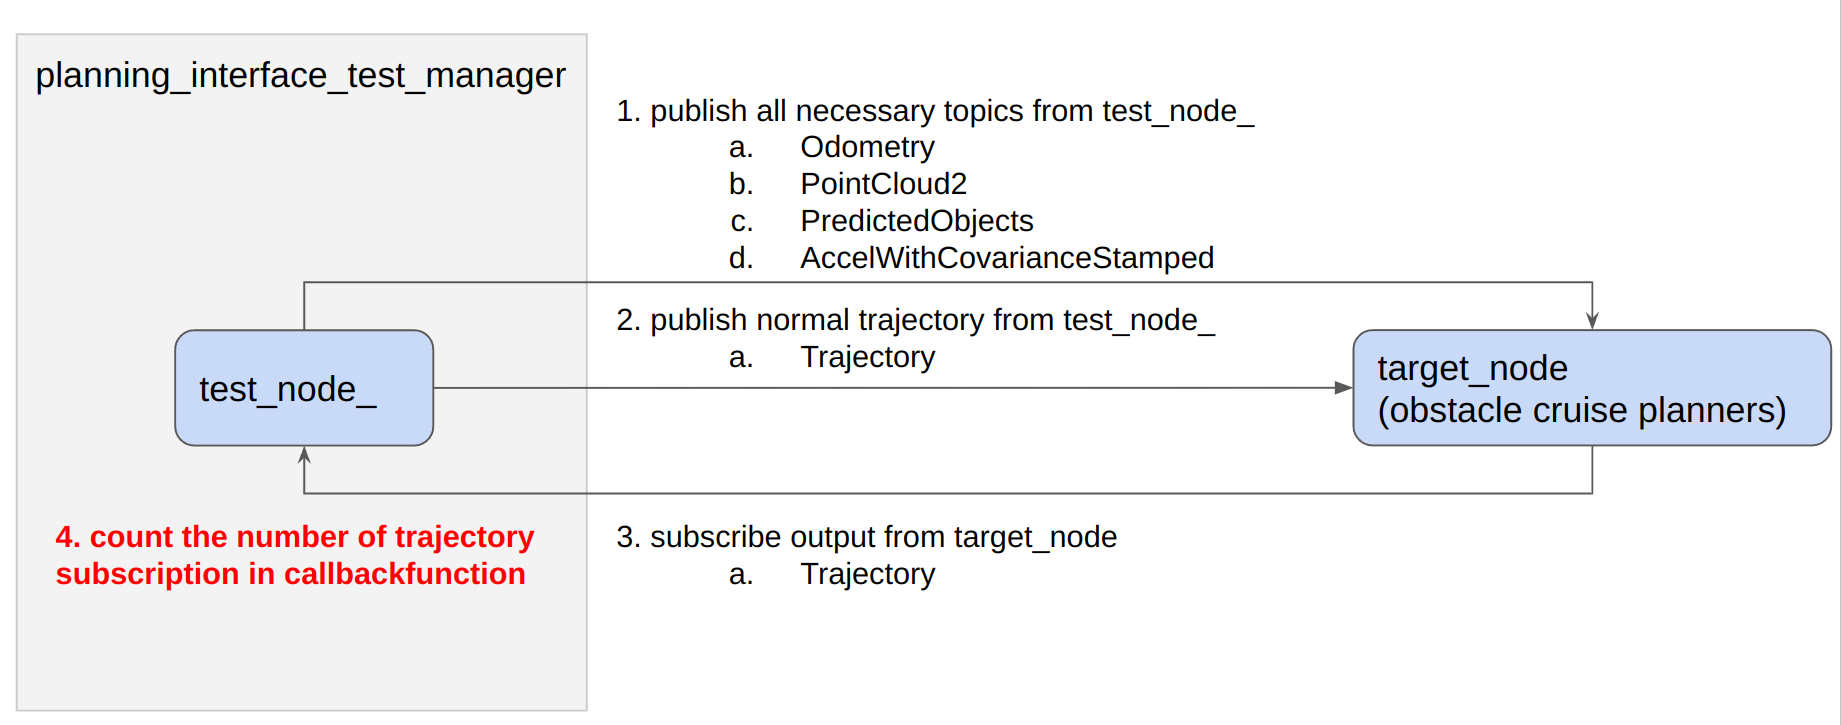 planning_interface_test_manager
1. publish all necessary topics from test_node_
a. Odometry
b. PointCloud2
c. PredictedObjects
d. AccelWithCovarianceStamped
2. publish normal trajectory from test_node_
a. Trajectory
test_node_
target_node
(obstacle cruise planners)
4. count the number of trajectory
subscription in callbackfunction
3. subscribe output from target_node
a. Trajectory